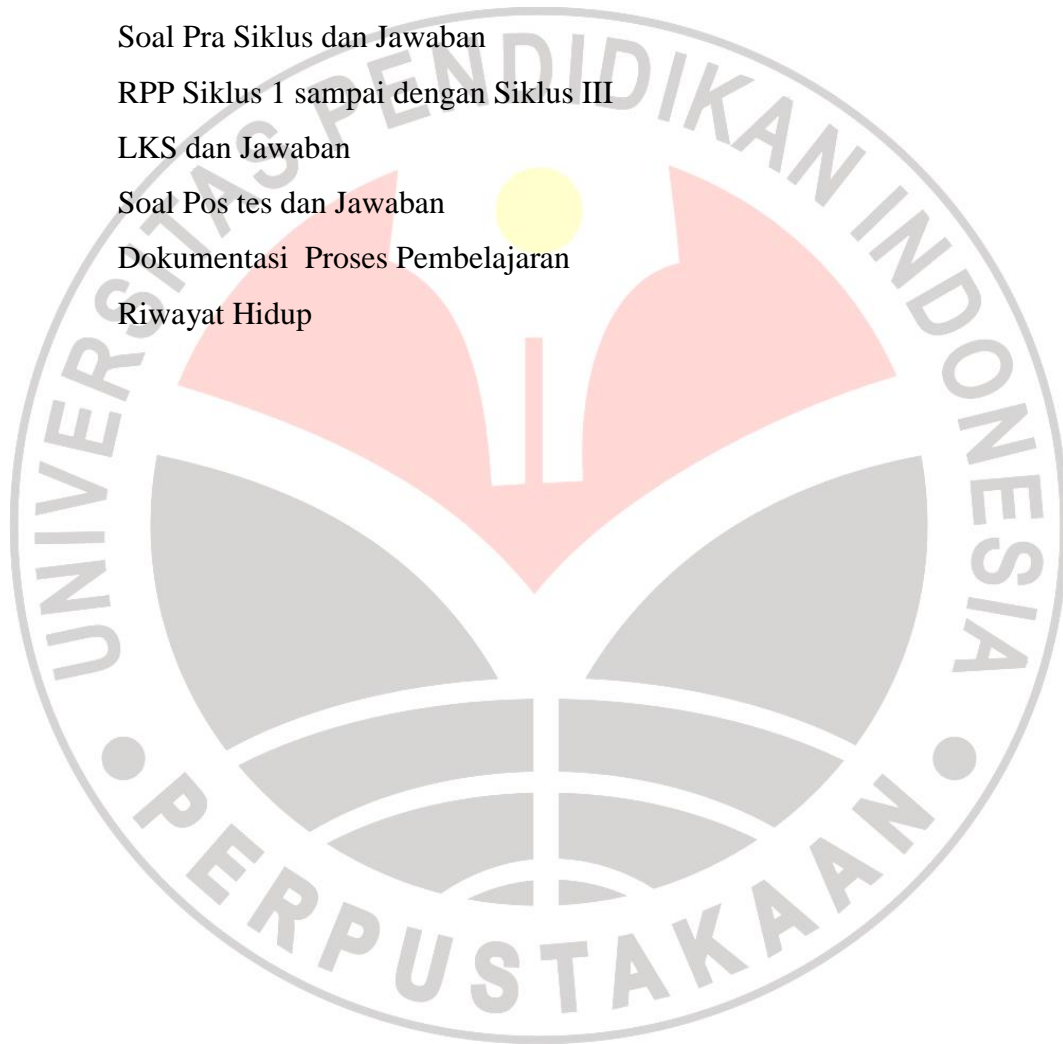 Soal Pra Siklus dan Jawaban
RPP Siklus 1 sampai dengan Siklus III
LKS dan Jawaban
Soal Pos tes dan Jawaban
Dokumentasi  Proses Pembelajaran
Riwayat Hidup
UNIVERSITAS PENDIDIKAN INDONESIA
PERPUSTAKAAN